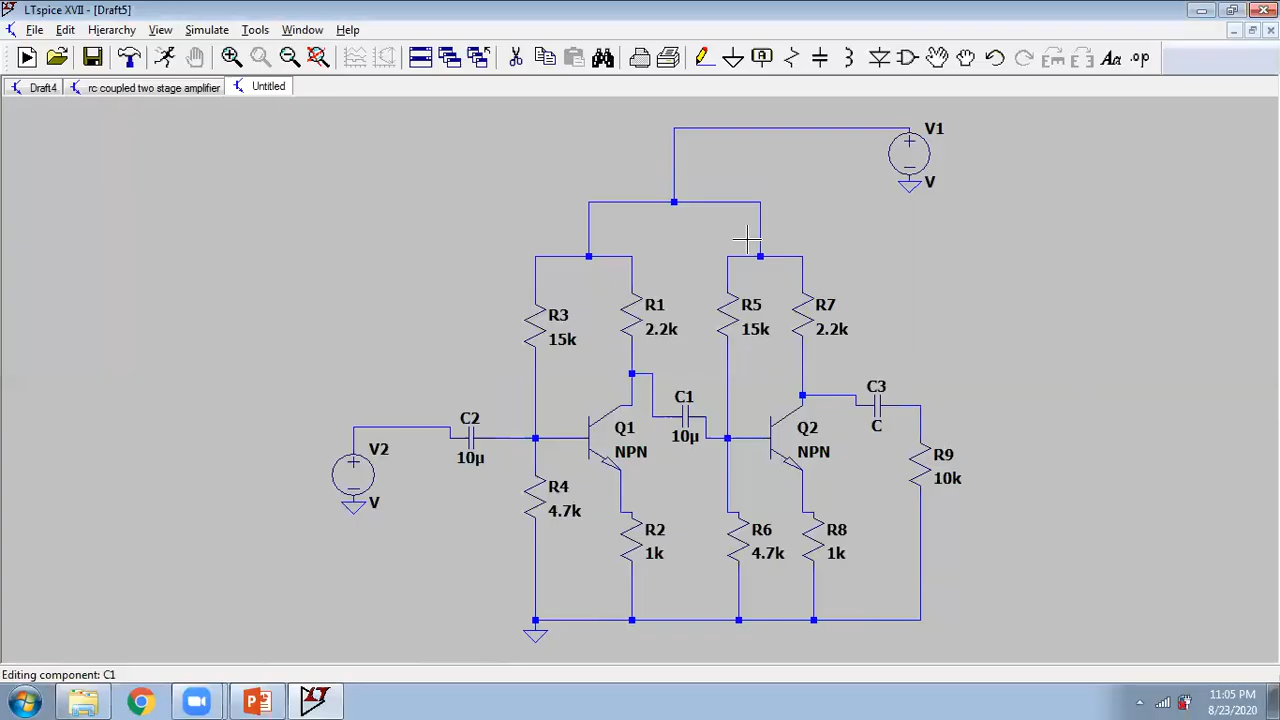 LTspice XVII - [Draft5]
File Edit Hierarchy View Simulate Tools Window Help
A Aa .op
Draft4 rc coupled two stage amplifier Untitled
V1
V
R3
15k
R1
2.2k
R5
15k
R7
2.2k
C2
10µ
V2
V
Q1
NPN
C1
10µ
Q2
NPN
C3
C
R9
10k
R4
4.7k
R2
1k
R6
4.7k
R8
1k
Editing component: C1
LT
11:05 PM
8/23/2020